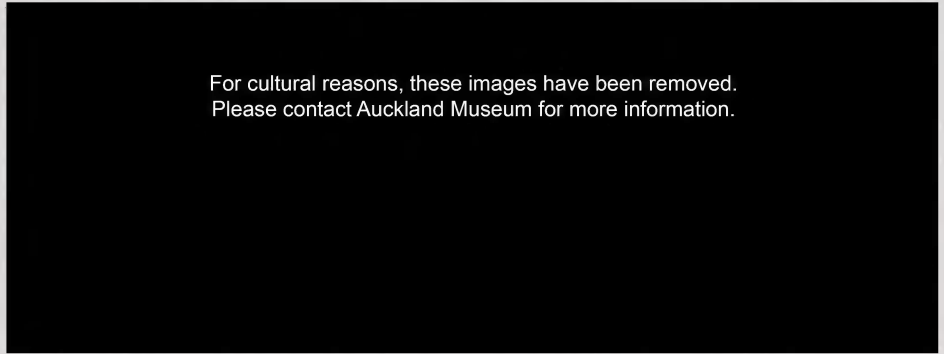 For cultural reasons, these images have been removed.
Please contact Auckland Museum for more information.